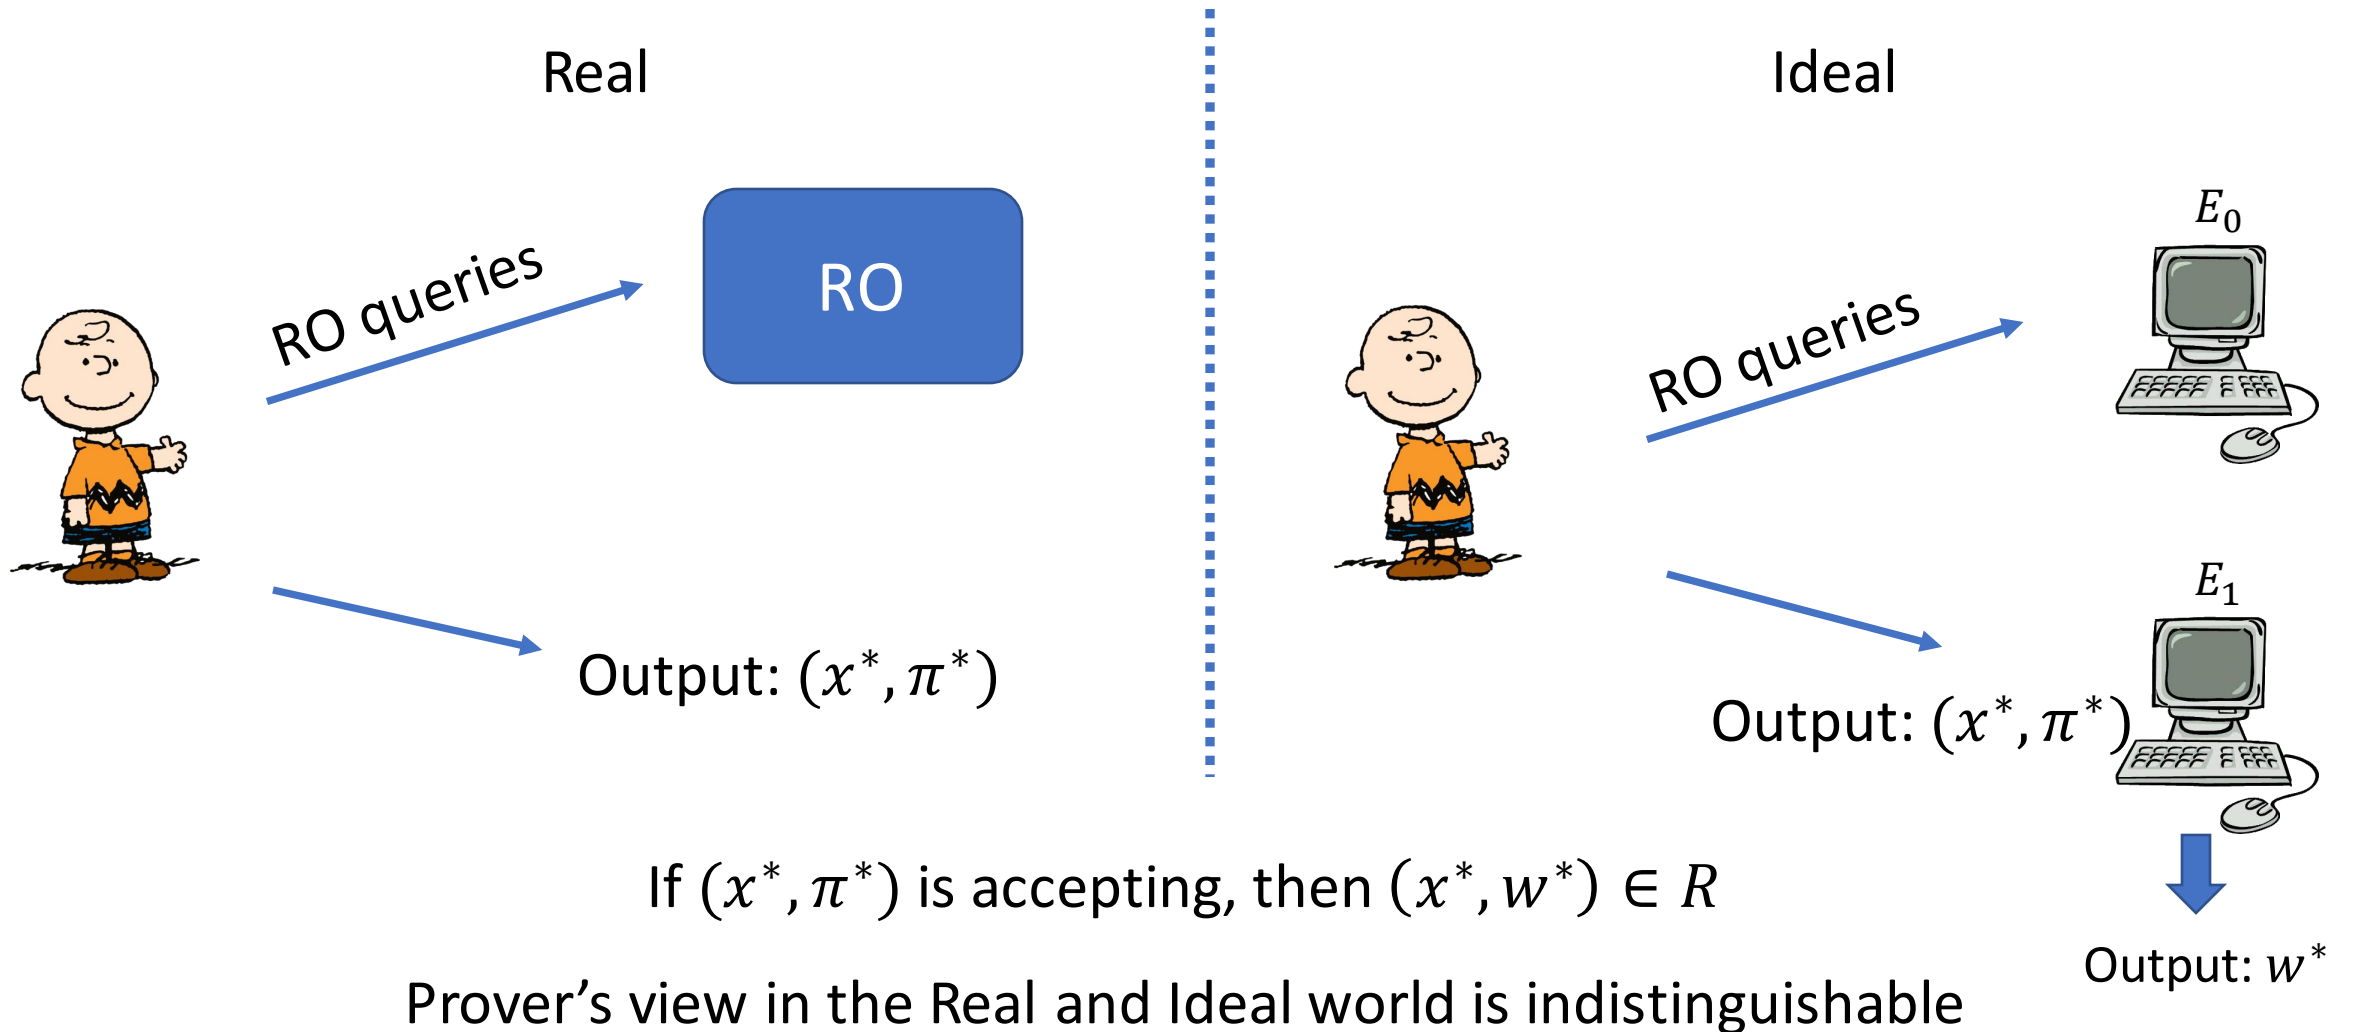 Real
RO queries
RO
Output: (x*, π*)
Ideal
RO queries
E₀
E₁
Output: (x*, π*)
Output: w*
If (x*, π*) is accepting, then (x*, w*) ∈ R
Prover’s view in the Real and Ideal world is indistinguishable